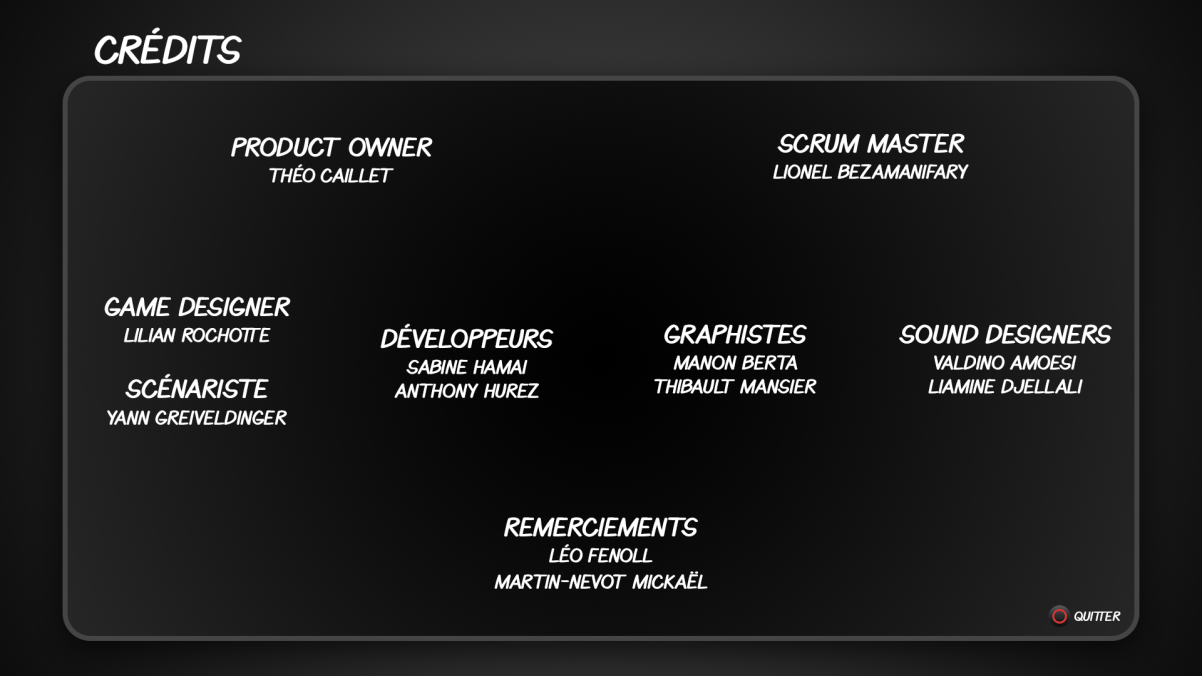 CRÉDITS
PRODUCT OWNER
THÉO CAILLET
SCRUM MASTER
LIONEL BEZAMANIFARY
GAME DESIGNER
LILIAN ROCHOTTE
SCÉNARISTE
YANN GREIVELDINGER
DÉVELOPPEURS
SABINE HAMAI
ANTHONY HUREZ
GRAPHISTES
MANON BERTA
THIBAULT MANSIER
SOUND DESIGNERS
VALDINO AMOESI
LIAMINE DJELLALI
REMERCIEMENTS
LÉO FENOLL
MARTIN-NEVOT MICKAËL
QUITTER